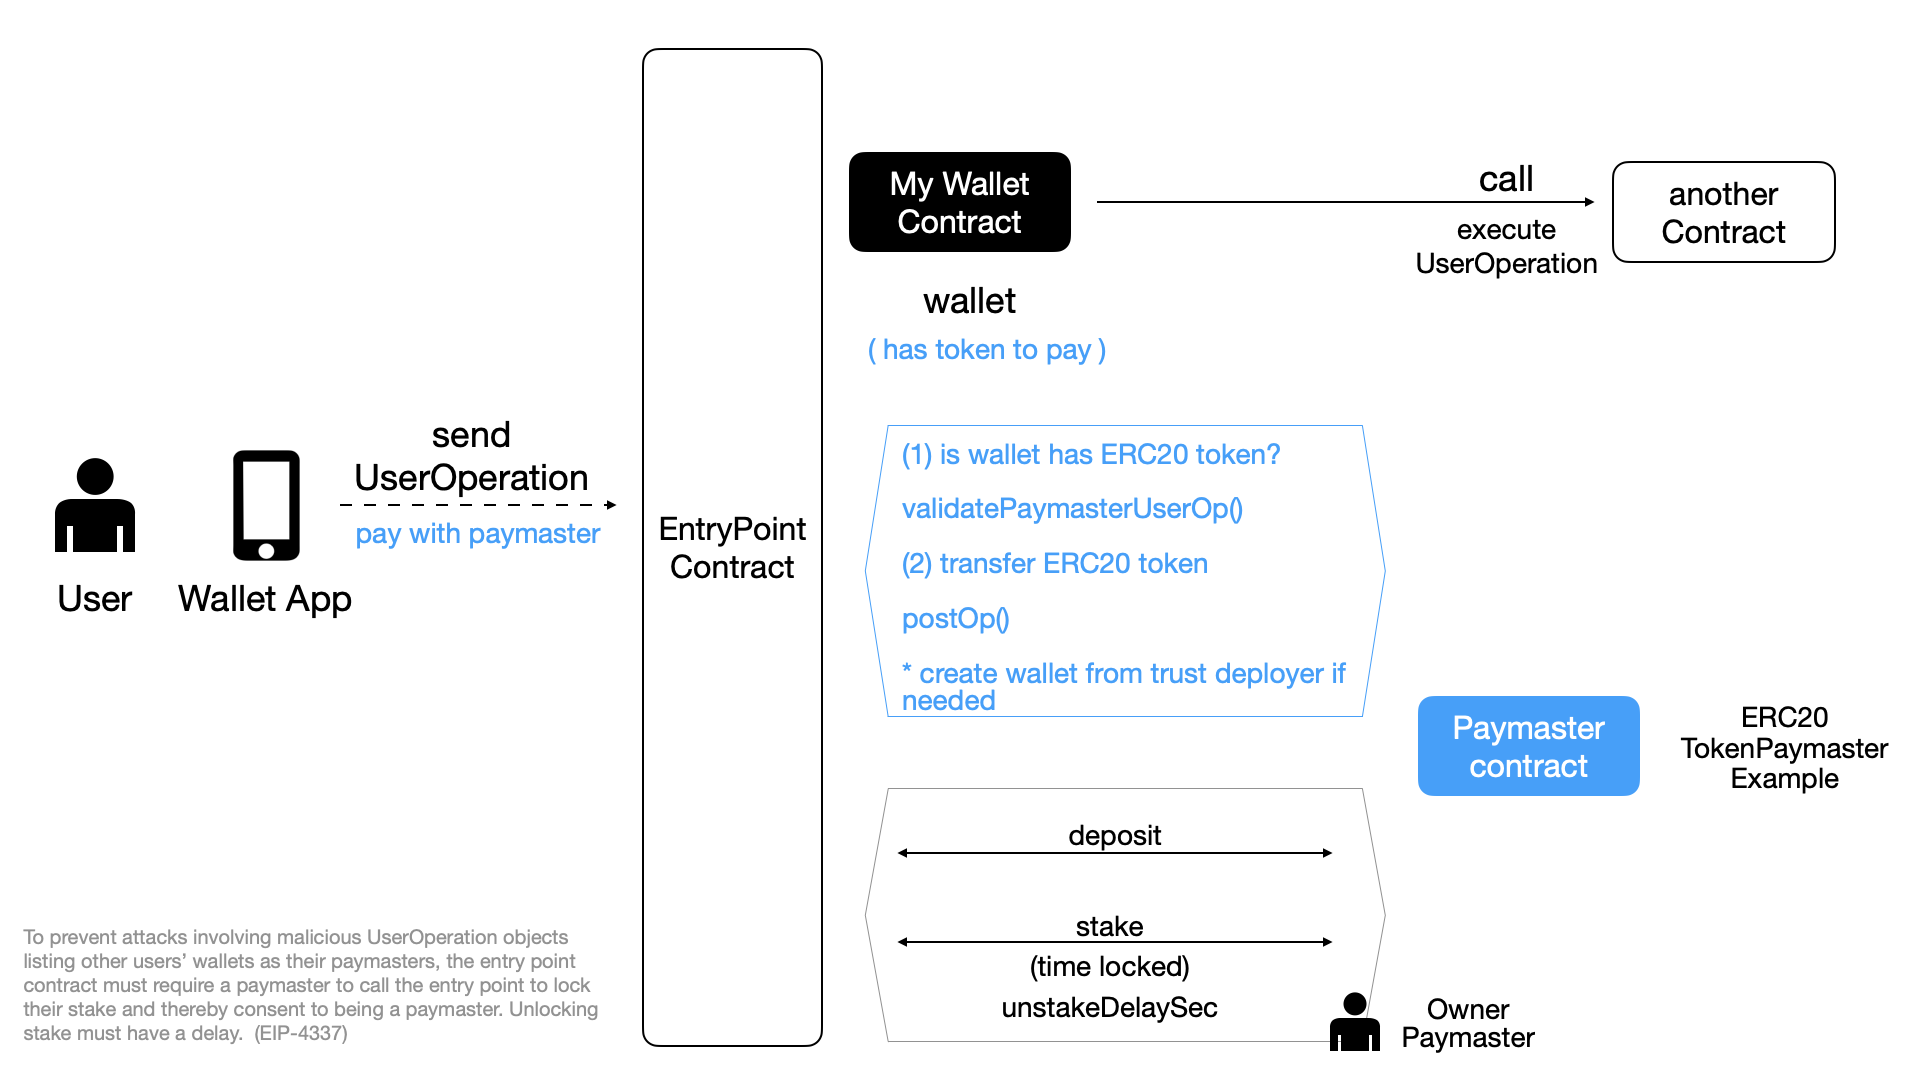 My Wallet
Contract
call
another
Contract
execute
UserOperation
wallet
( has token to pay )
send
UserOperation
pay with paymaster
User
Wallet App
EntryPoint
Contract
(1) is wallet has ERC20 token?
validatePaymasterUserOp()
(2) transfer ERC20 token
postOp()
* create wallet from trust deployer if
needed
Paymaster
contract
ERC20
TokenPaymaster
Example
deposit
stake
(time locked)
unstakeDelaySec
Owner
Paymaster
To prevent attacks involving malicious UserOperation objects
listing other users’ wallets as their paymasters, the entry point
contract must require a paymaster to call the entry point to lock
their stake and thereby consent to being a paymaster. Unlocking
stake must have a delay.  (EIP-4337)